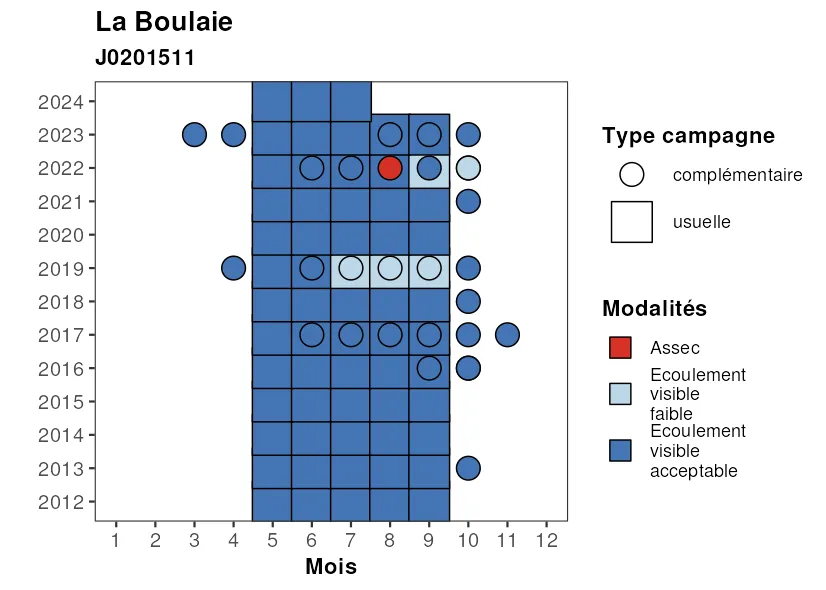 La Boulaie
J0201511
2024
2023
2022
2021
2020
2019
2018
2017
2016
2015
2014
2013
2012
1 2 3 4 5 6 7 8 9 10 11 12
Mois
Type campagne
complémentaire
usuelle
Modalités
Assec
Ecoulement
visible
faible
Ecoulement
visible
acceptable